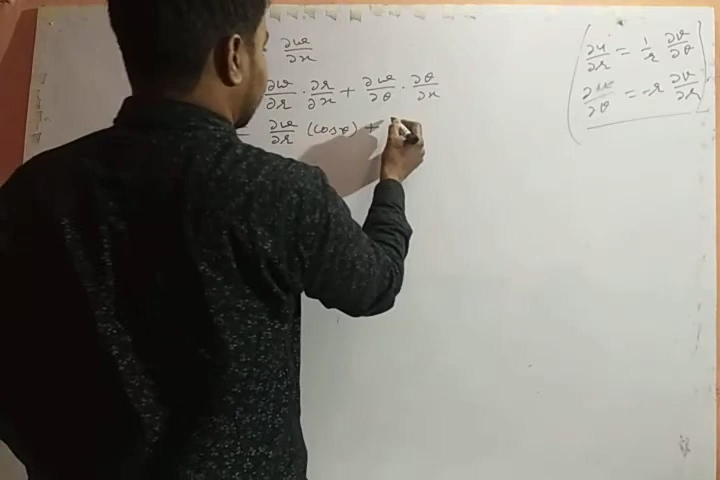 ∂w/∂x
∂w/∂r · ∂r/∂x + ∂w/∂θ · ∂θ/∂x
= ∂w/∂r (cosθ) +
∂u/∂r = 1/r ∂v/∂θ
∂u/∂θ = -r ∂v/∂r